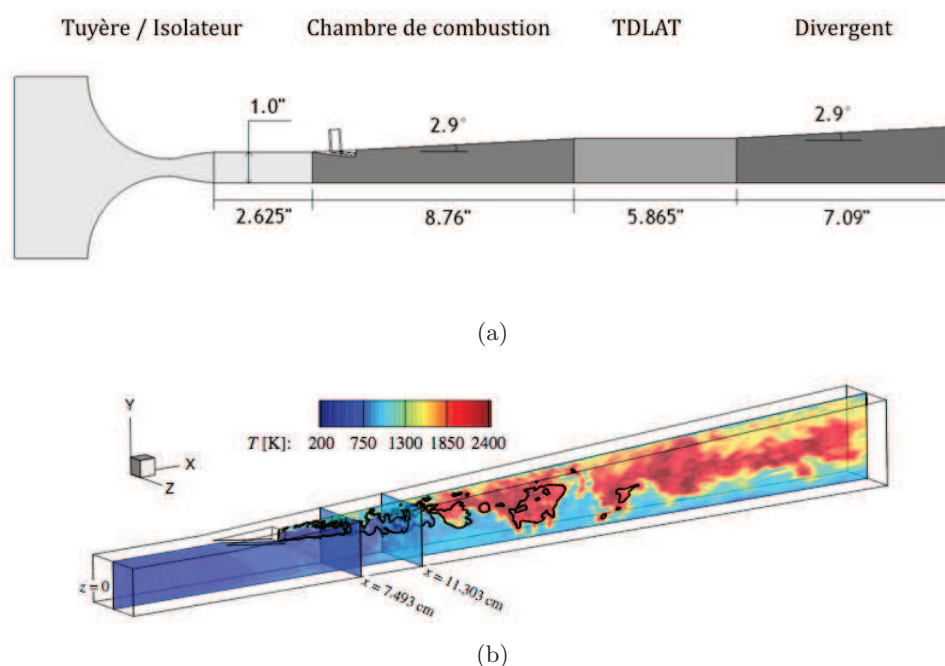 Tuyère / Isolateur Chambre de combustion TDLAT Divergent
1.0"
2.9°
2.9°
2.625" 8.76" 5.865" 7.09"
(a)
Y
X
Z
T [K]:
200 750 1300 1850 2400
z = 0
x = 7.493 cm
x = 11.303 cm
(b)